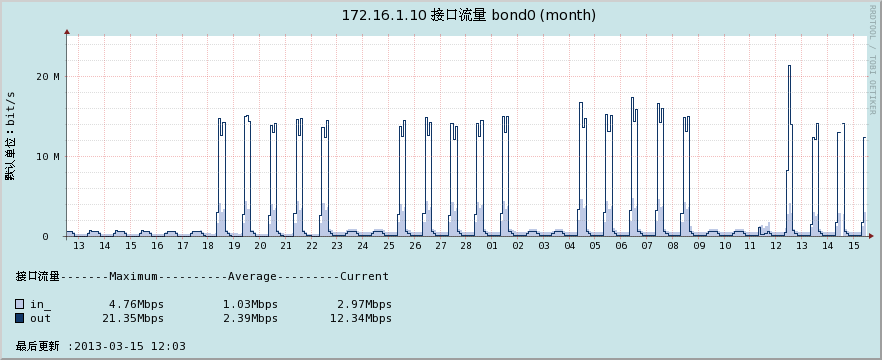 172.16.1.10 接口流量 bond0 (month)
RRDTOOL / TOBI OETIKER
默认单位：bit/s
20 M
10 M
0
13 14 15 16 17 18 19 20 21 22 23 24 25 26 27 28 01 02 03 04 05 06 07 08 09 10 11 12 13 14 15
接口流量-------Maximum----------Average---------Current
in_ 4.76Mbps 1.03Mbps 2.97Mbps
out 21.35Mbps 2.39Mbps 12.34Mbps
最后更新 :2013-03-15 12:03